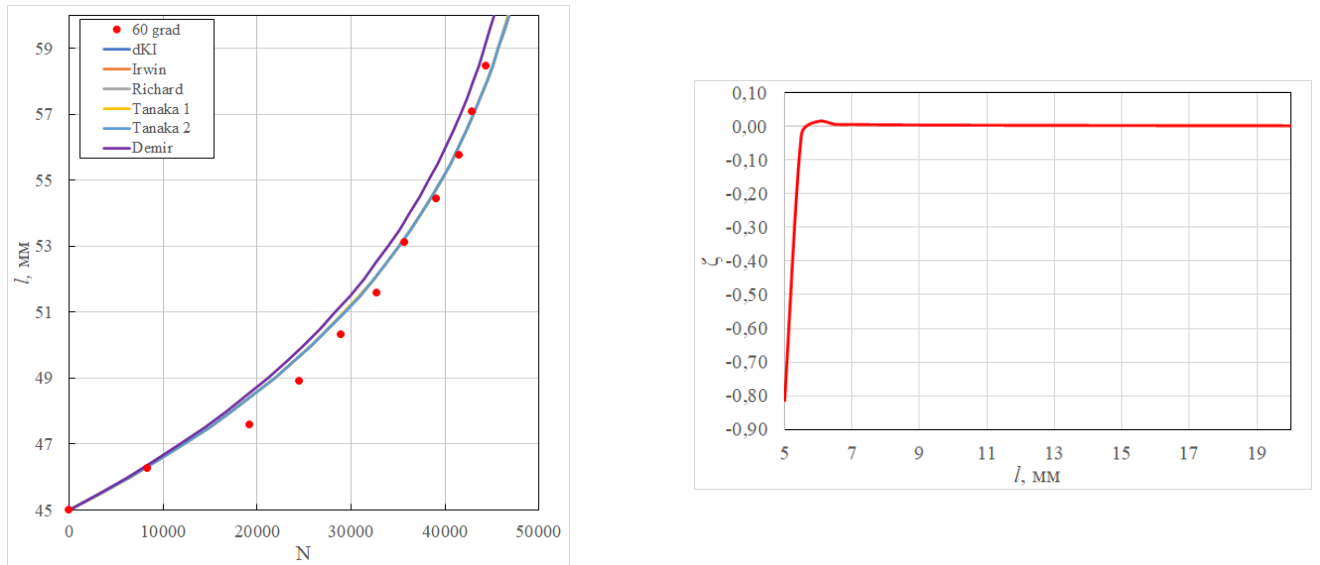 60 grad
dKI
Irwin
Richard
Tanaka 1
Tanaka 2
Demir
59
57
55
53
51
49
47
45
l, мм
0 10000 20000 30000 40000 50000
N
0,10
0,00
-0,10
-0,20
-0,30
-0,40
-0,50
-0,60
-0,70
-0,80
-0,90
ζ
5 7 9 11 13 15 17 19
l, мм